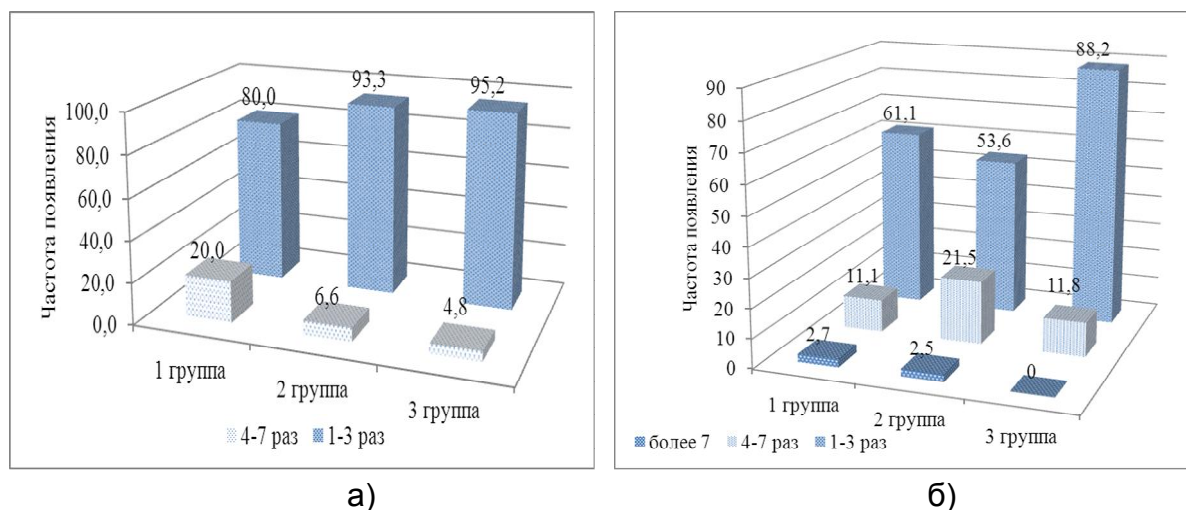 Частота появления
100,0
80,0
60,0
40,0
20,0
0,0
80,0
93,3
95,2
20,0
6,6
4,8
1 группа
2 группа
3 группа
4-7 раз 1-3 раз
а)
Частота появления
90
80
70
60
50
40
30
20
10
0
61,1
53,6
88,2
11,1
21,5
11,8
2,7
2,5
0
1 группа
2 группа
3 группа
более 7 4-7 раз 1-3 раз
б)